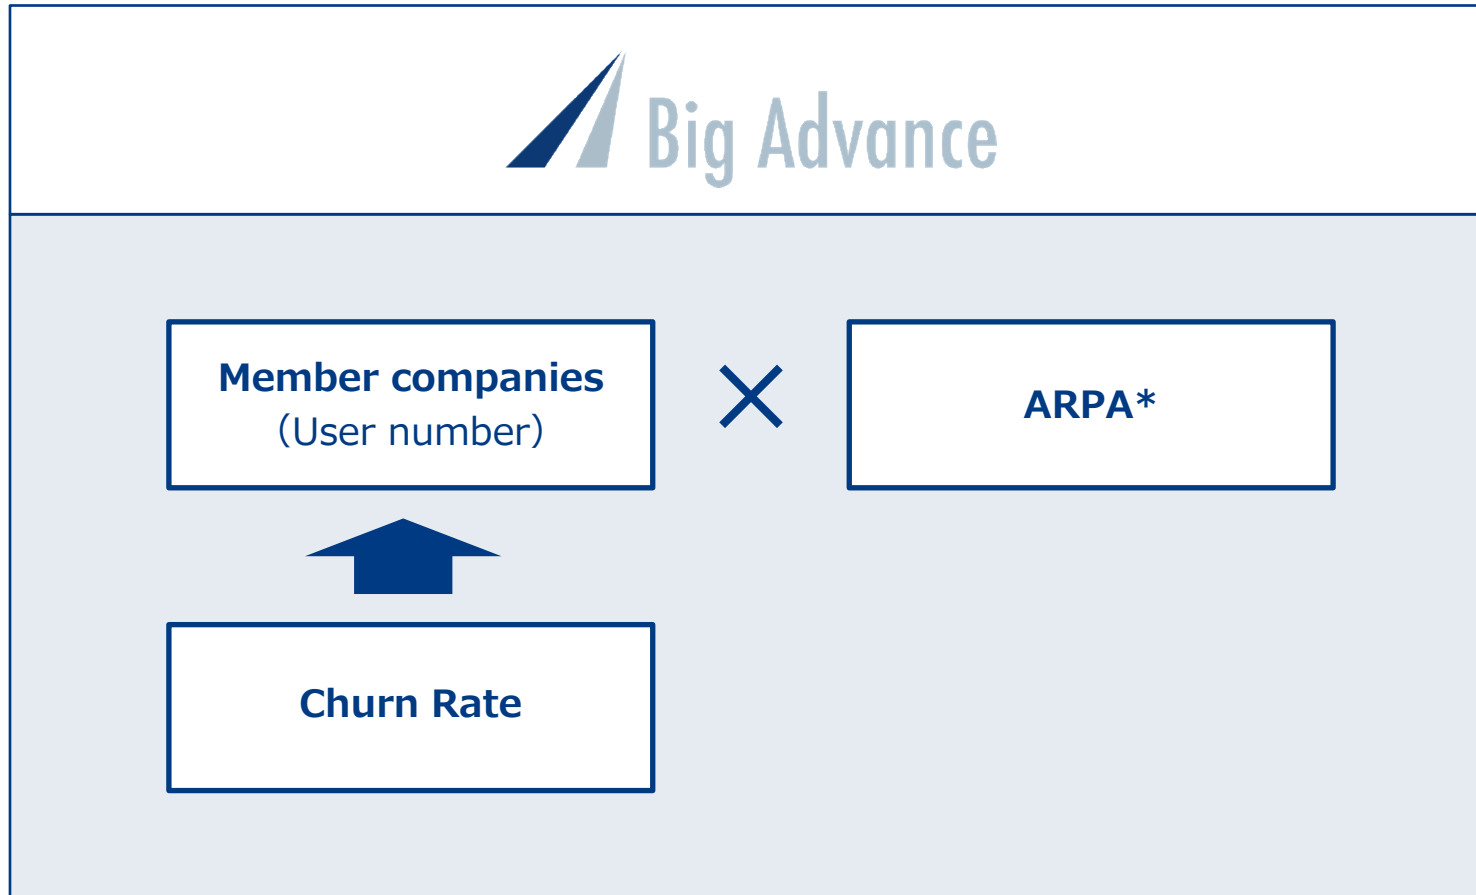 Big Advance
Member companies
（User number）
×
ARPA*
Churn Rate